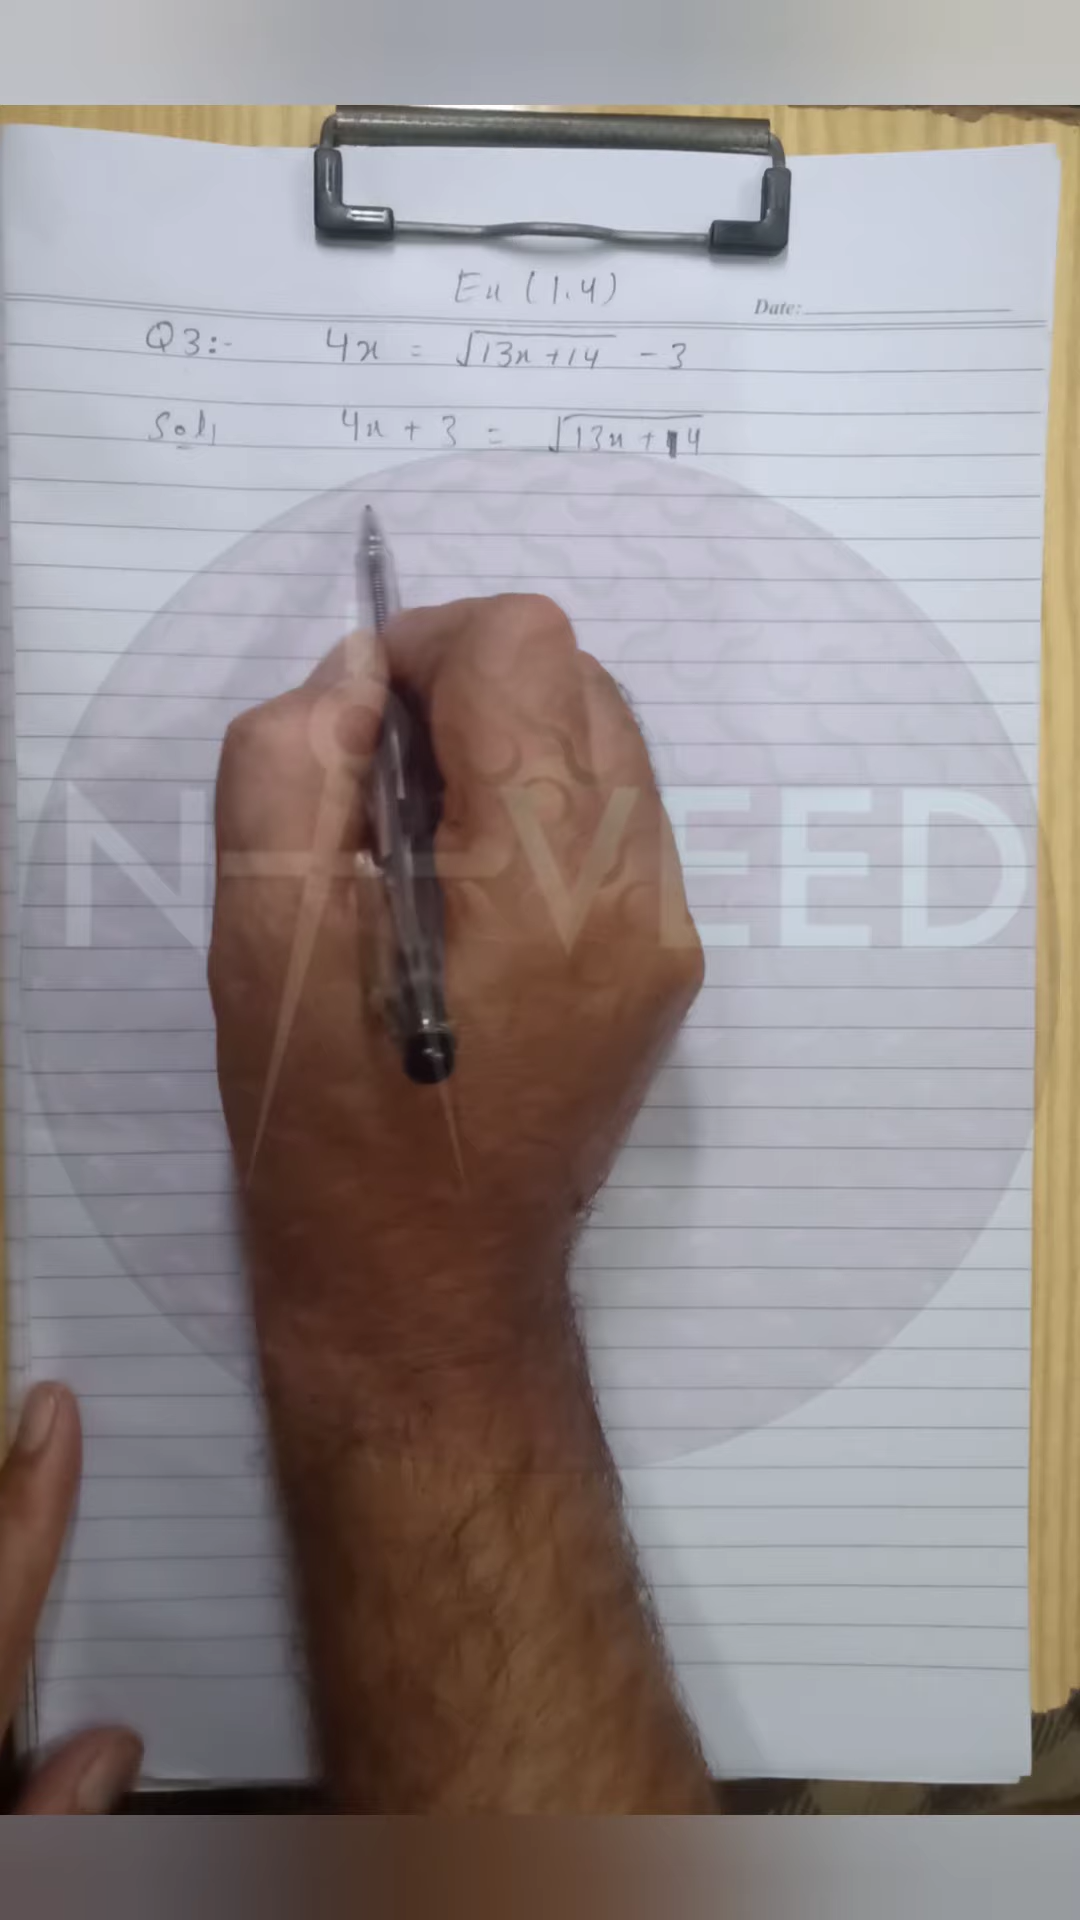 Ex (1.4)
Date:
Q3:- 4x = √13x+14 - 3
Sol, 4x + 3 = √13x + 14
NAVEED